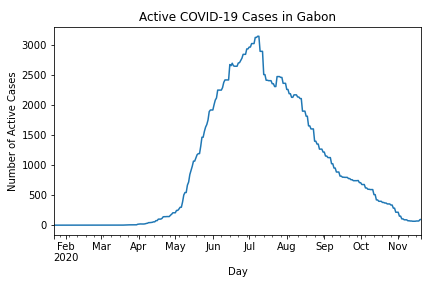 Active COVID-19 Cases in Gabon
Number of Active Cases
3000
2500
2000
1500
1000
500
0
Feb Mar Apr May Jun Jul Aug Sep Oct Nov
2020
Day